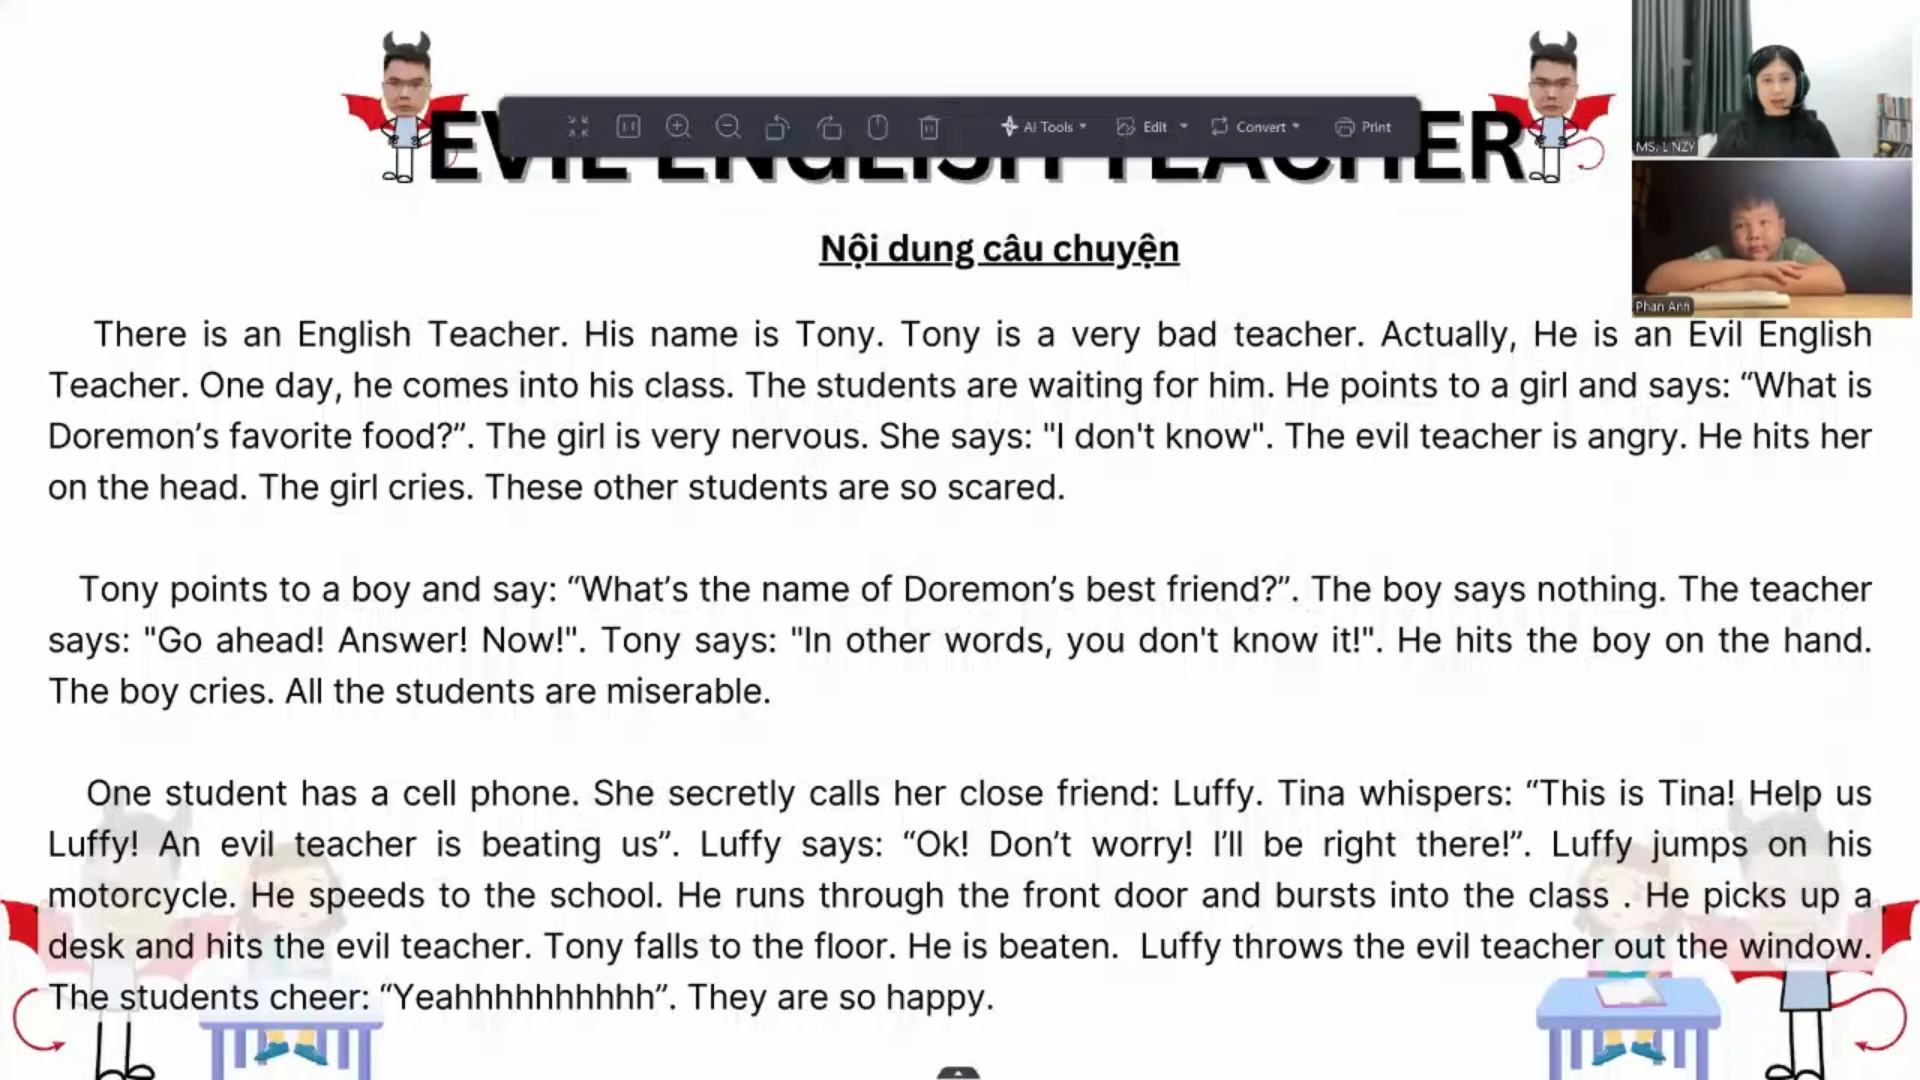 EVIL ENGLISH TEACHER
AI Tools Edit Convert Print
MS. LINZY
Phan Anh
Nội dung câu chuyện
There is an English Teacher. His name is Tony. Tony is a very bad teacher. Actually, He is an Evil English
Teacher. One day, he comes into his class. The students are waiting for him. He points to a girl and says: “What is
Doremon’s favorite food?”. The girl is very nervous. She says: "I don't know". The evil teacher is angry. He hits her
on the head. The girl cries. These other students are so scared.
Tony points to a boy and say: “What’s the name of Doremon’s best friend?”. The boy says nothing. The teacher
says: "Go ahead! Answer! Now!". Tony says: "In other words, you don't know it!". He hits the boy on the hand.
The boy cries. All the students are miserable.
One student has a cell phone. She secretly calls her close friend: Luffy. Tina whispers: “This is Tina! Help us
Luffy! An evil teacher is beating us”. Luffy says: “Ok! Don’t worry! I’ll be right there!”. Luffy jumps on his
motorcycle. He speeds to the school. He runs through the front door and bursts into the class . He picks up a
desk and hits the evil teacher. Tony falls to the floor. He is beaten. Luffy throws the evil teacher out the window.
The students cheer: “Yeahhhhhhhhhh”. They are so happy.